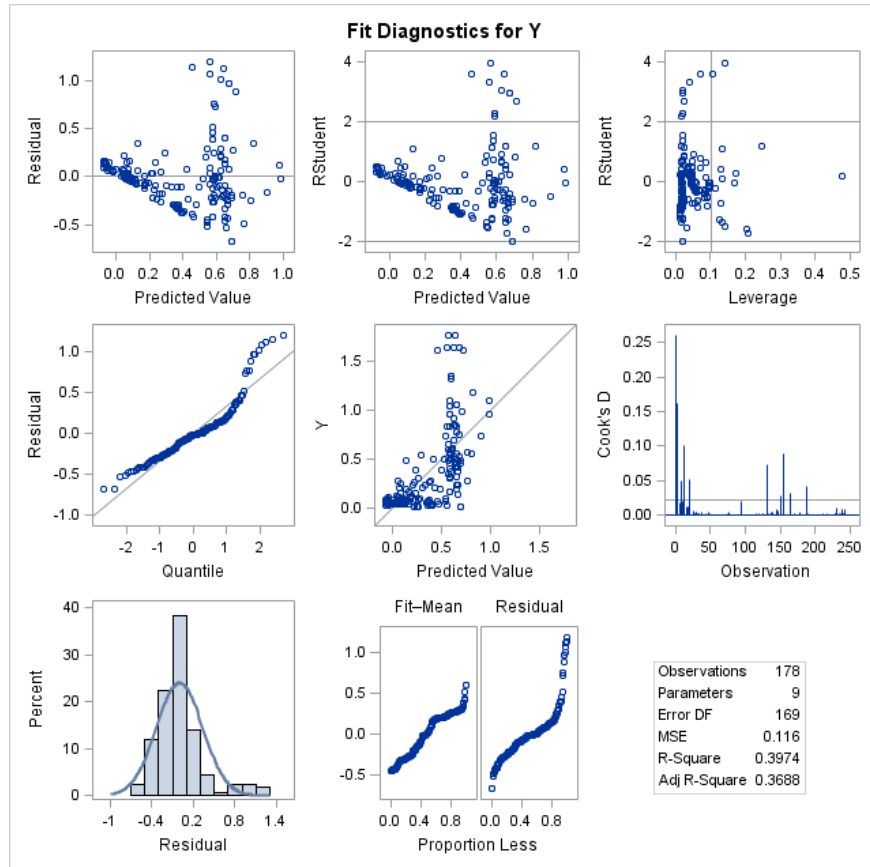 Fit Diagnostics for Y
Residual
1.0
0.5
0.0
-0.5
0.0 0.2 0.4 0.6 0.8 1.0
Predicted Value
RStudent
4
2
0
-2
0.0 0.2 0.4 0.6 0.8 1.0
Predicted Value
RStudent
4
2
0
-2
0.0 0.1 0.2 0.3 0.4 0.5
Leverage
Residual
1.0
0.5
0.0
-0.5
-1.0
-2 -1 0 1 2
Quantile
Y
1.5
1.0
0.5
0.0
0.0 0.5 1.0 1.5
Predicted Value
Cook's D
0.25
0.20
0.15
0.10
0.05
0.00
0 50 100 150 200 250
Observation
Percent
40
30
20
10
0
-1 -0.4 0.2 0.8 1.4
Residual
Fit–Mean Residual
1.0
0.5
0.0
-0.5
0.0 0.4 0.8 0.0 0.4 0.8
Proportion Less
Observations 178
Parameters 9
Error DF 169
MSE 0.116
R-Square 0.3974
Adj R-Square 0.3688